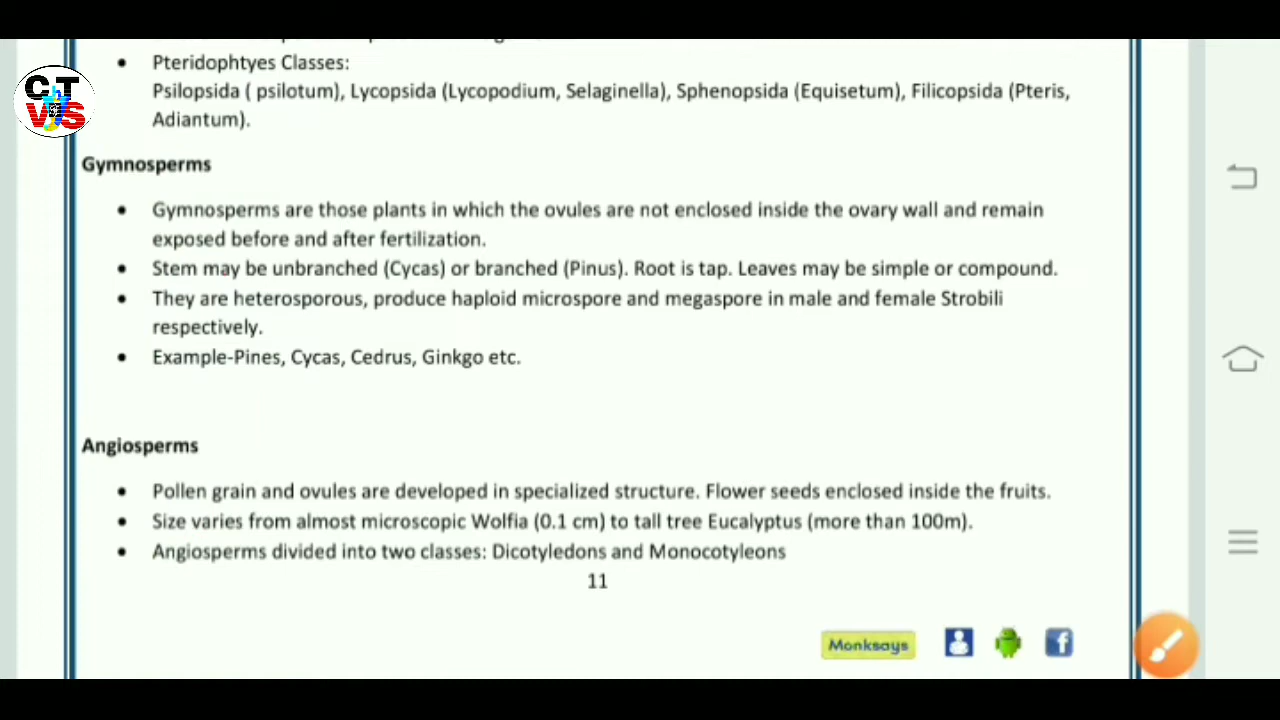 Pteridophtyes Classes:
Psilopsida ( psilotum), Lycopsida (Lycopodium, Selaginella), Sphenopsida (Equisetum), Filicopsida (Pteris,
Adiantum).
Gymnosperms
Gymnosperms are those plants in which the ovules are not enclosed inside the ovary wall and remain
exposed before and after fertilization.
Stem may be unbranched (Cycas) or branched (Pinus). Root is tap. Leaves may be simple or compound.
They are heterosporous, produce haploid microspore and megaspore in male and female Strobili
respectively.
Example-Pines, Cycas, Cedrus, Ginkgo etc.
Angiosperms
Pollen grain and ovules are developed in specialized structure. Flower seeds enclosed inside the fruits.
Size varies from almost microscopic Wolfia (0.1 cm) to tall tree Eucalyptus (more than 100m).
Angiosperms divided into two classes: Dicotyledons and Monocotyleons
11
Monksays
CT
VJS